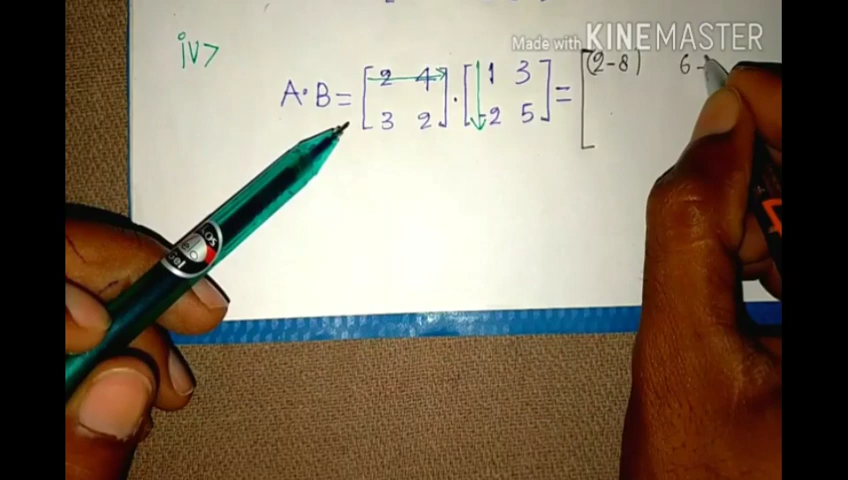 Made with KINEMASTER
iv>
A·B = [2 4 3 2] · [1 3 -2 5] = [(2-8) 6